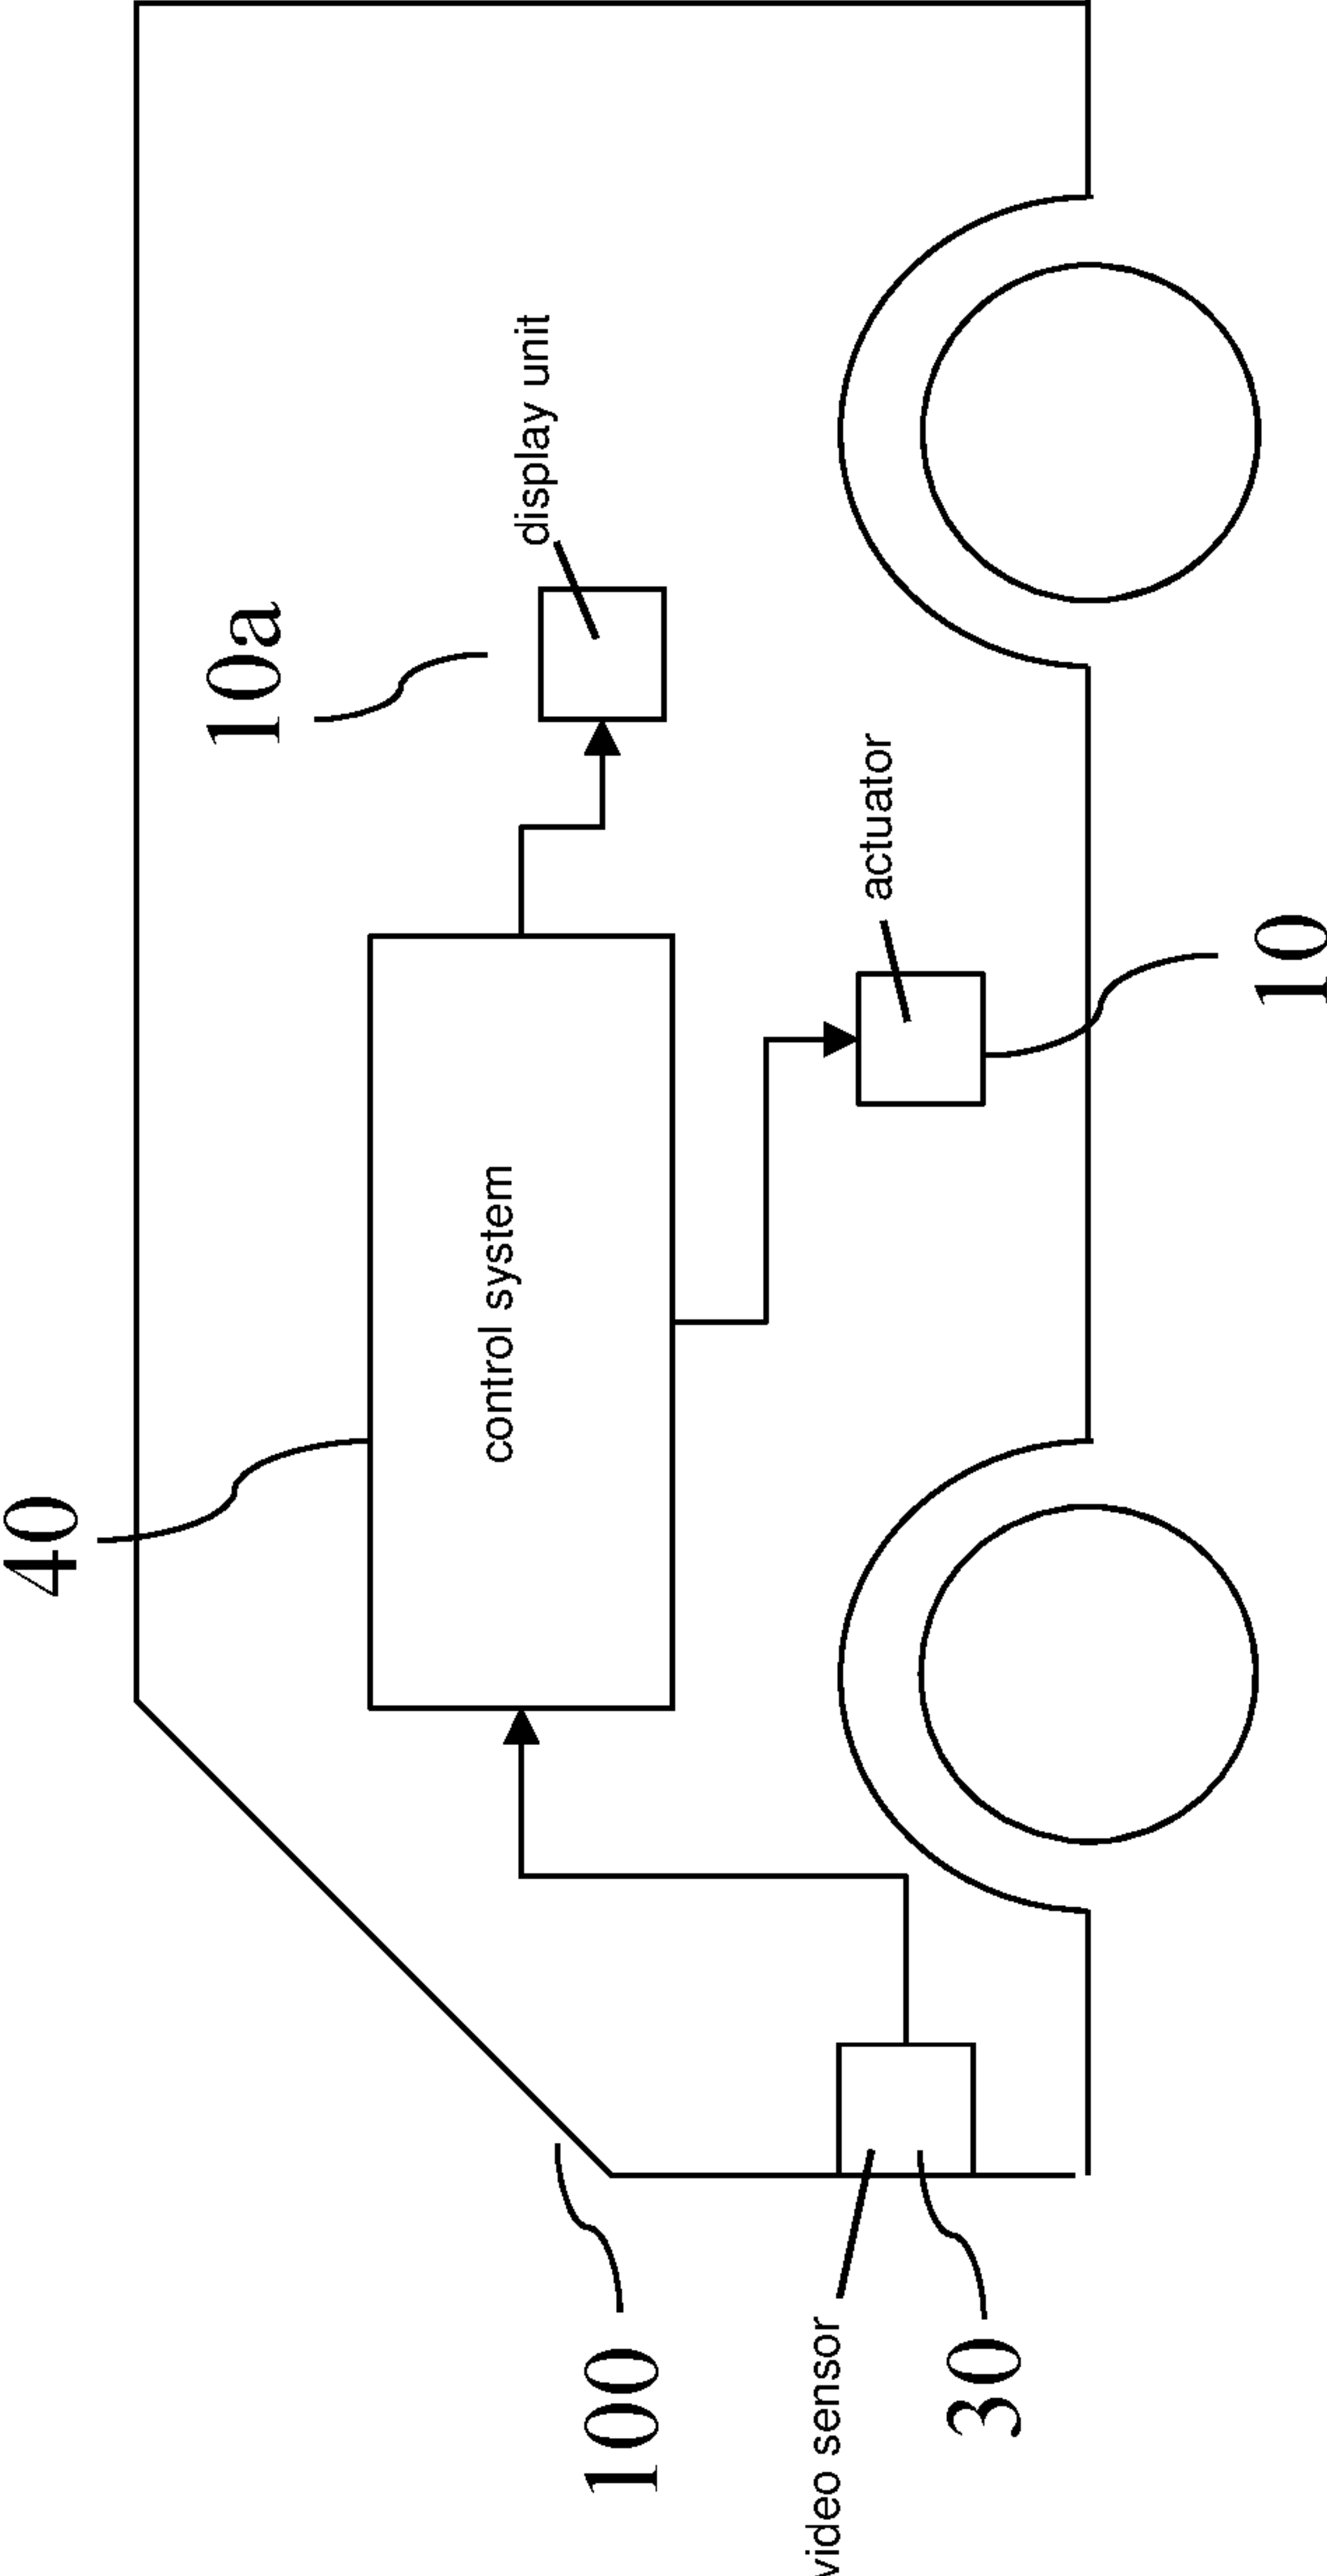 40
10a
display unit
control system
100
actuator
video sensor
30
10